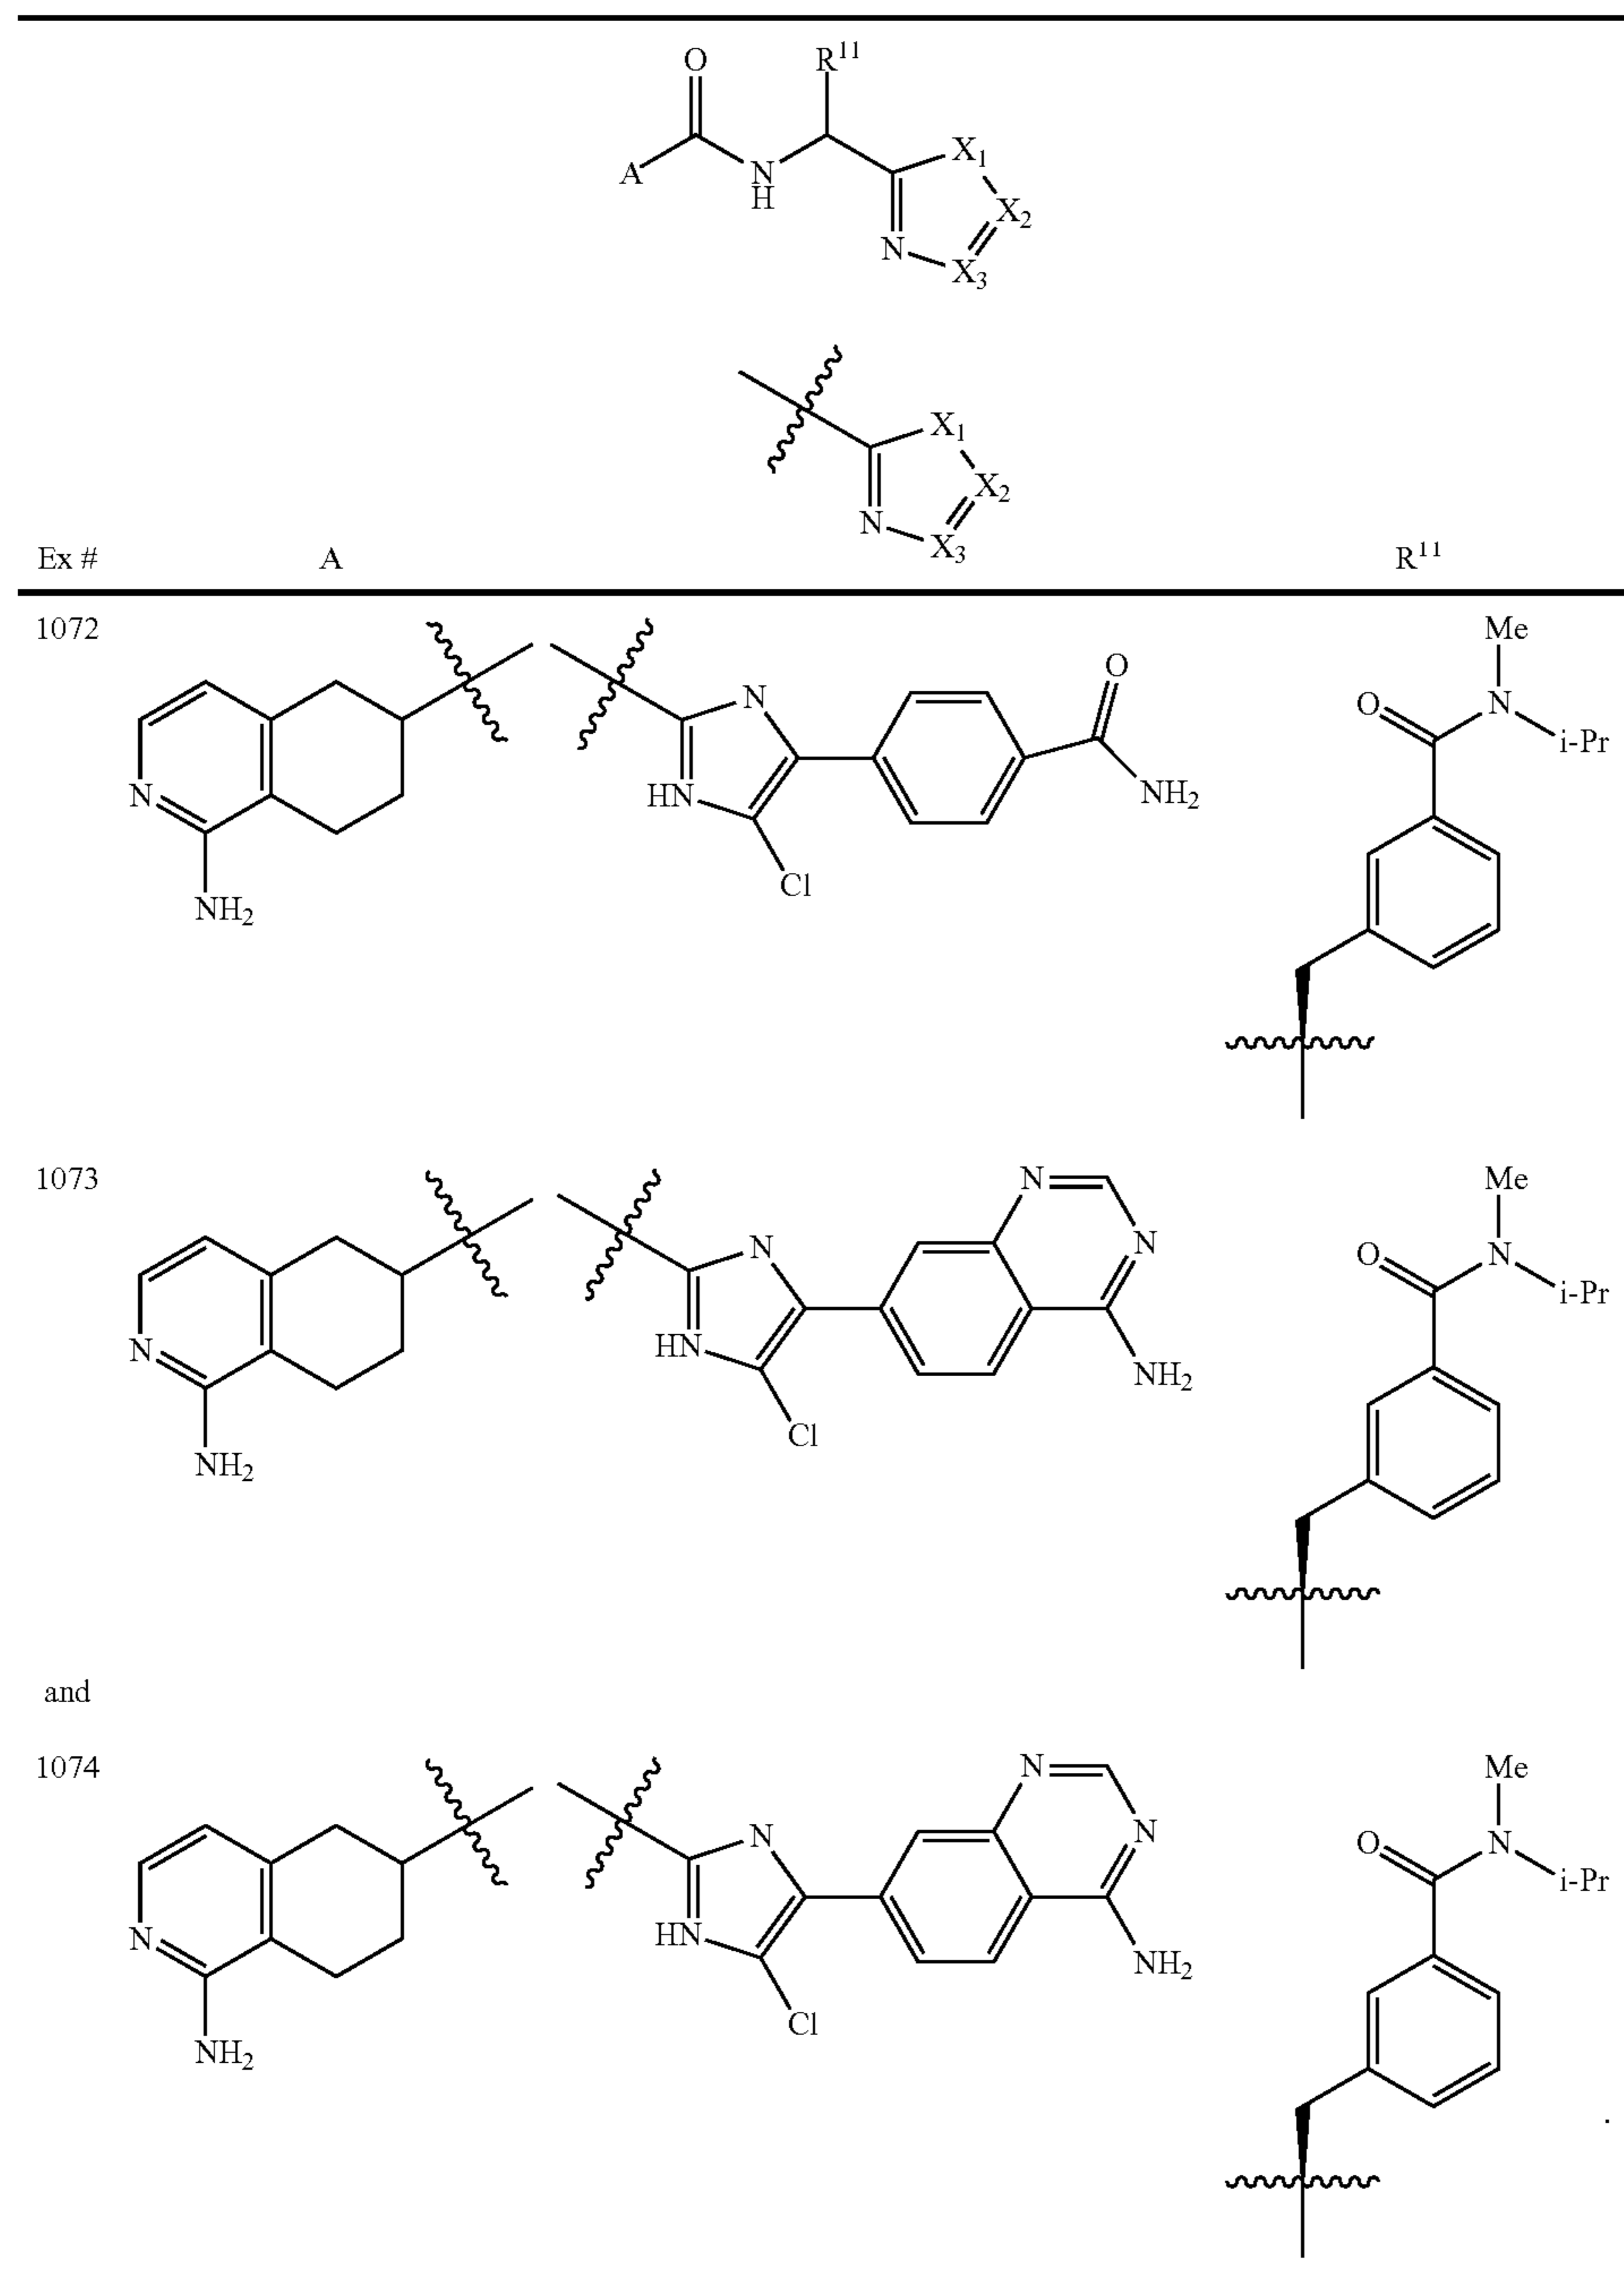 O R¹¹
A N H X₁ X₂ X₃ N
X₁ X₂ X₃ N
Ex # A R¹¹
1072
N NH₂ N HN Cl O NH₂ Me O N i-Pr
1073
N NH₂ N HN Cl N N NH₂ Me O N i-Pr
and
1074
N NH₂ N HN Cl N N NH₂ Me O N i-Pr
.